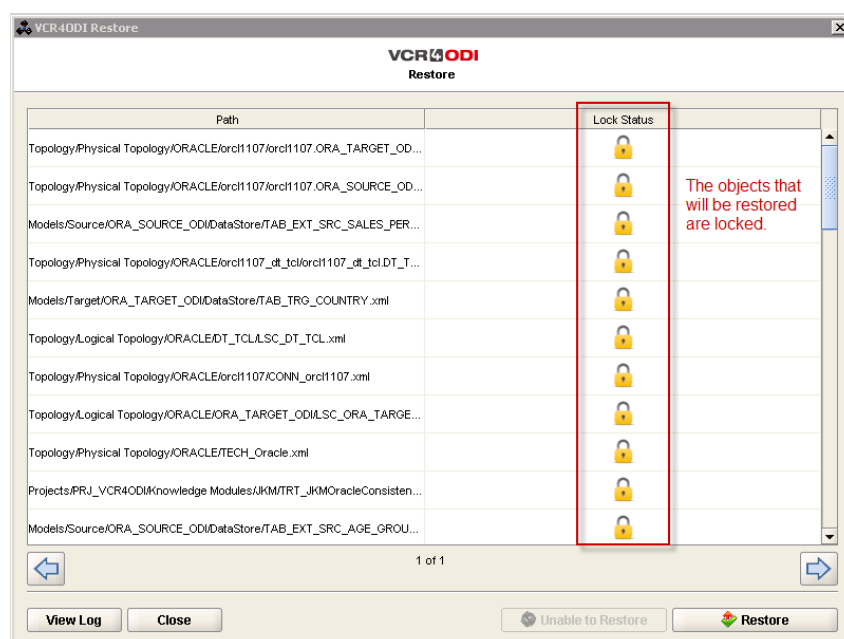 VCR4ODI Restore
VCR4ODI
Restore
Path
Lock Status
Topology/Physical Topology/ORACLE/orcl1107/orcl1107.ORA_TARGET_OD...
Topology/Physical Topology/ORACLE/orcl1107/orcl1107.ORA_SOURCE_OD...
Models/Source/ORA_SOURCE_ODI/DataStore/TAB_EXT_SRC_SALES_PER...
Topology/Physical Topology/ORACLE/orcl1107_dt_tcl/orcl1107_dt_tcl.DT_T...
Models/Target/ORA_TARGET_ODI/DataStore/TAB_TRG_COUNTRY.xml
Topology/Logical Topology/ORACLE/DT_TCL/LSC_DT_TCL.xml
Topology/Physical Topology/ORACLE/orcl1107/CONN_orcl1107.xml
Topology/Logical Topology/ORACLE/ORA_TARGET_ODI/LSC_ORA_TARGE...
Topology/Physical Topology/ORACLE/TECH_Oracle.xml
Projects/PRJ_VCR4ODI/Knowledge Modules/JKM/TRT_JKMOracleConsisten...
Models/Source/ORA_SOURCE_ODI/DataStore/TAB_EXT_SRC_AGE_GROU...
The objects that
will be restored
are locked.
1 of 1
View Log
Close
Unable to Restore
Restore